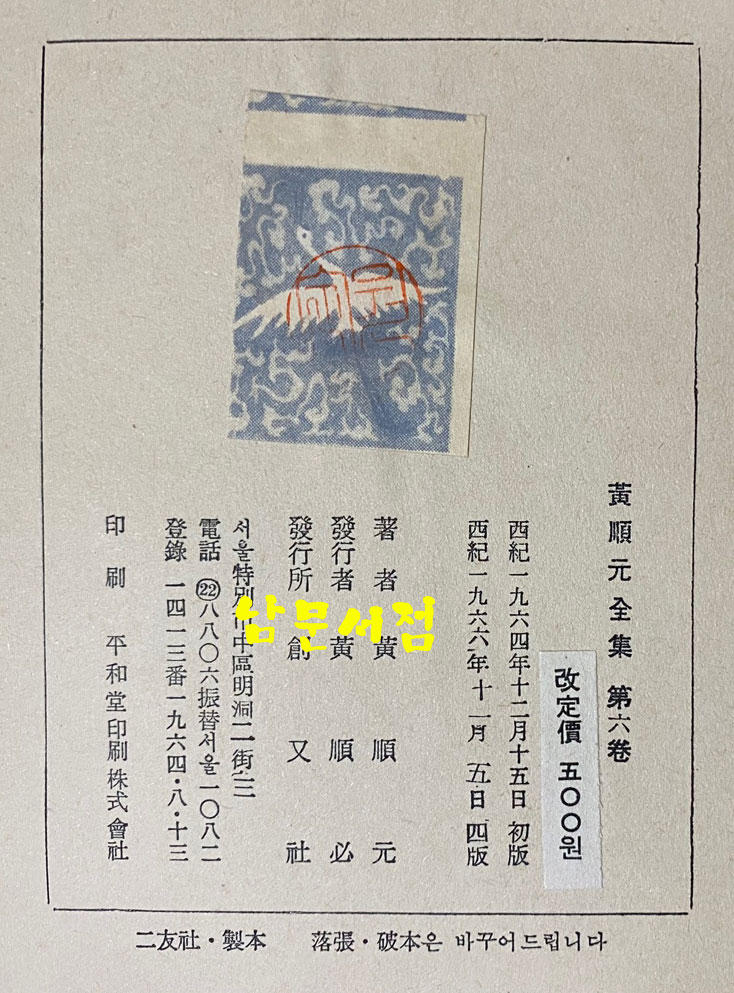 黃順元全集 第六卷
改定價 五〇〇원
西紀一九六四年十二月十五日 初版
西紀一九六六年十一月 五日 四版
著者 黃順元
發行者 黃順必
發行所 創又社
서울特別市中區明洞二街
電話 ㉒八八〇六振替서울一〇八二
登錄 一四一三番一九六四·八·十三
印刷 平和堂印刷株式會社
二友社·製本 落張·破本은 바꾸어드립니다
남문서점